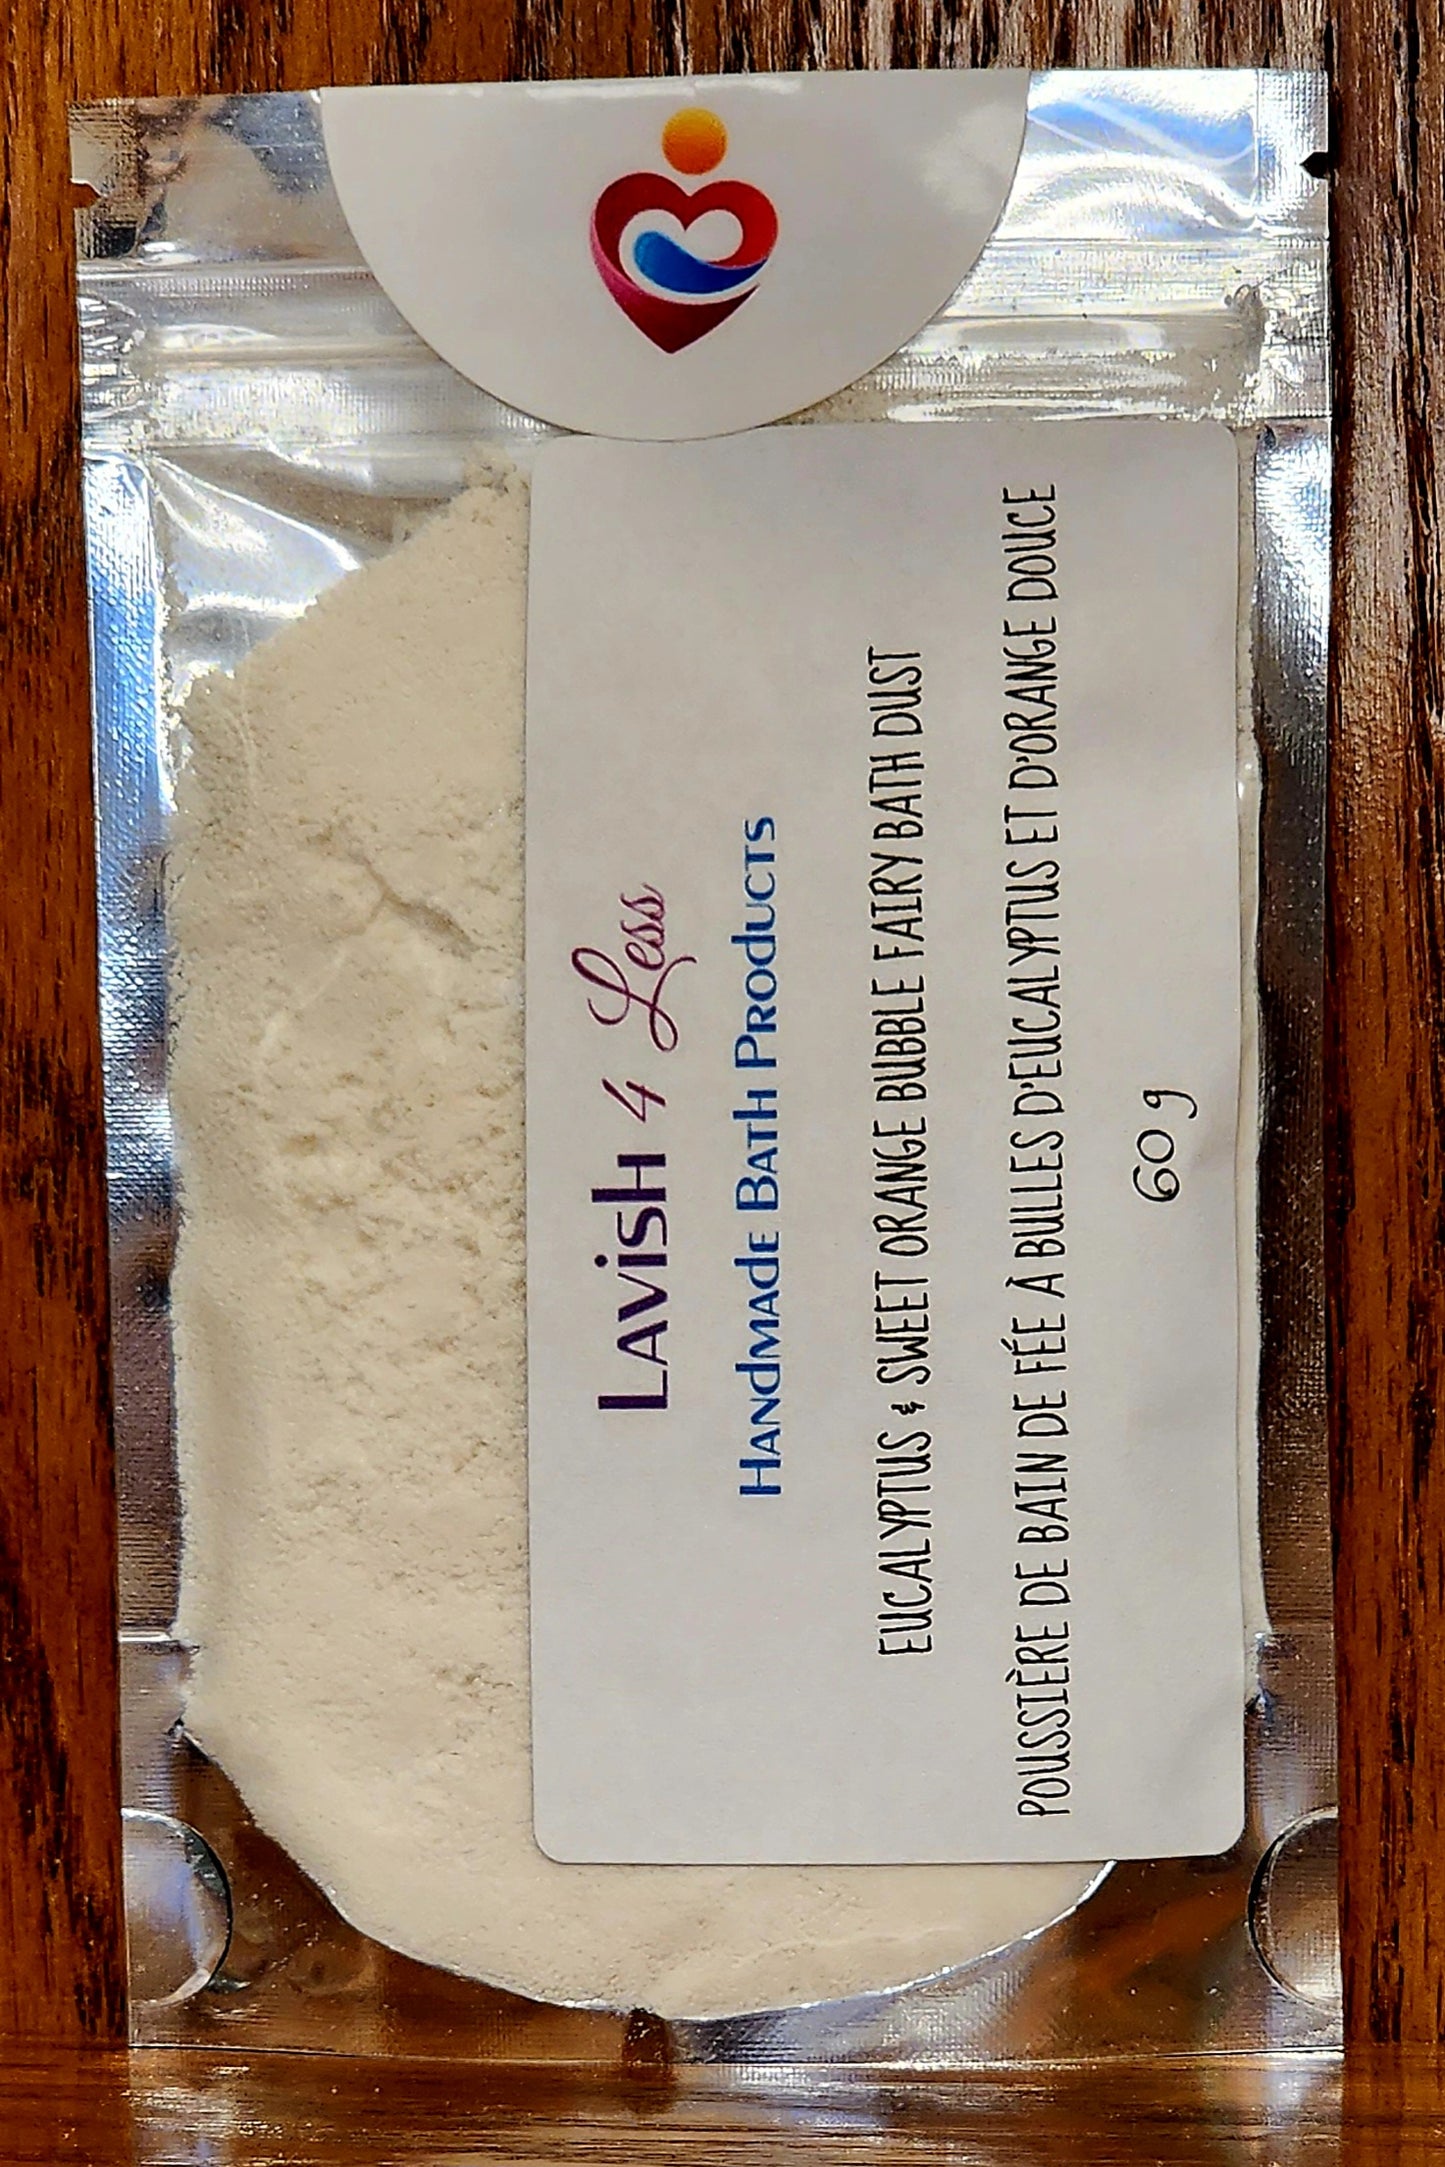 Lavish 4 Less
Handmade Bath Products
EUCALYPTUS & SWEET ORANGE BUBBLE FAIRY BATH DUST
POUSSIÈRE DE BAIN DE FÉE À BULLES D'EUCALYPTUS ET D'ORANGE DOUCE
60 g